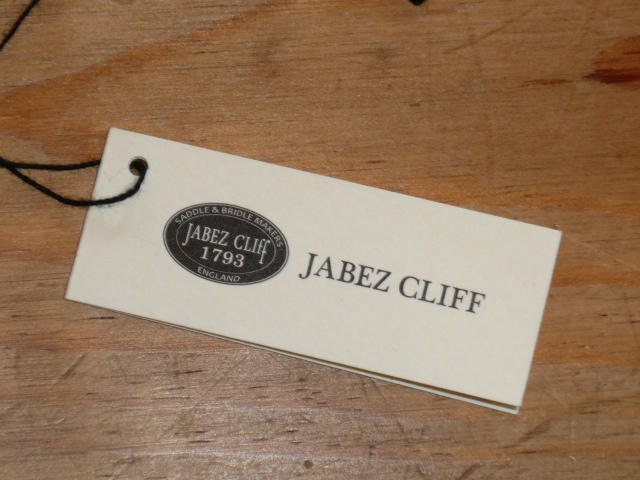 SADDLE & BRIDLE MAKERS
JABEZ CLIFF
1793
ENGLAND
JABEZ CLIFF